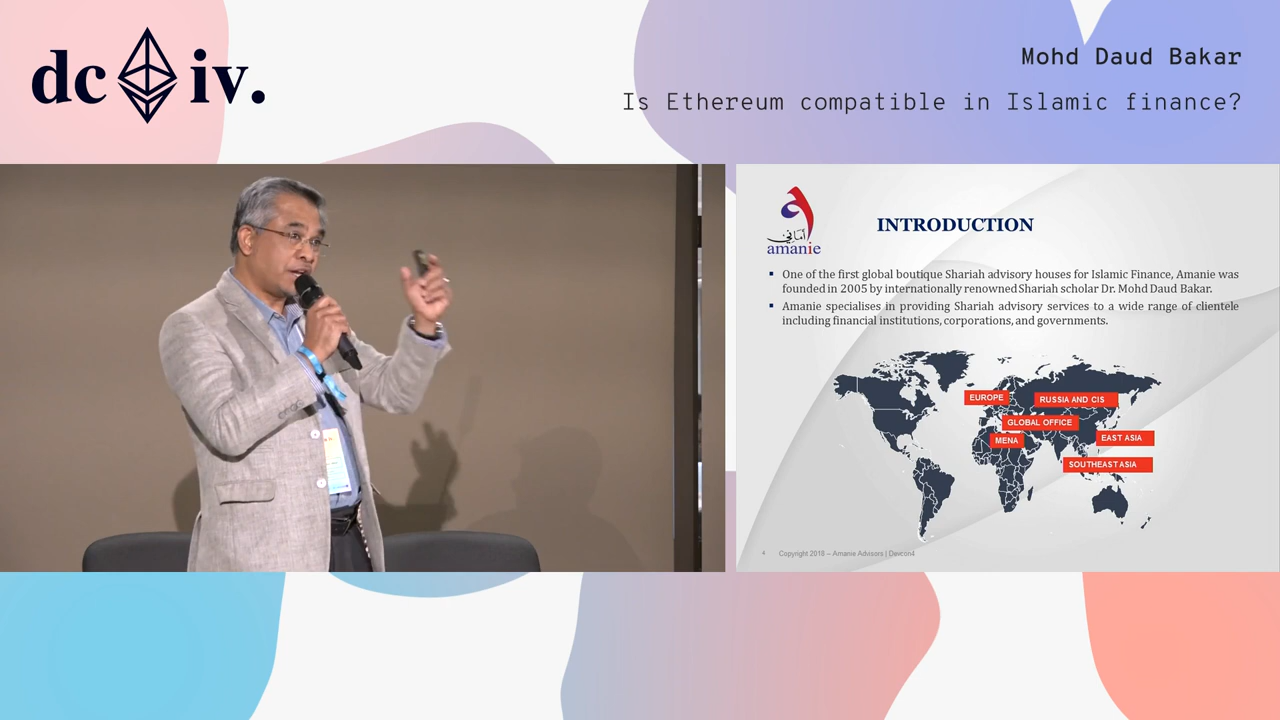 dc iv.
Mohd Daud Bakar
Is Ethereum compatible in Islamic finance?
أماني
amanie
INTRODUCTION
▪ One of the first global boutique Shariah advisory houses for Islamic Finance, Amanie was
founded in 2005 by internationally renowned Shariah scholar Dr. Mohd Daud Bakar.
▪ Amanie specialises in providing Shariah advisory services to a wide range of clientele
including financial institutions, corporations, and governments.
EUROPE
RUSSIA AND CIS
GLOBAL OFFICE
MENA
EAST ASIA
SOUTHEAST ASIA
4 Copyright 2018 – Amanie Advisors | Devcon4